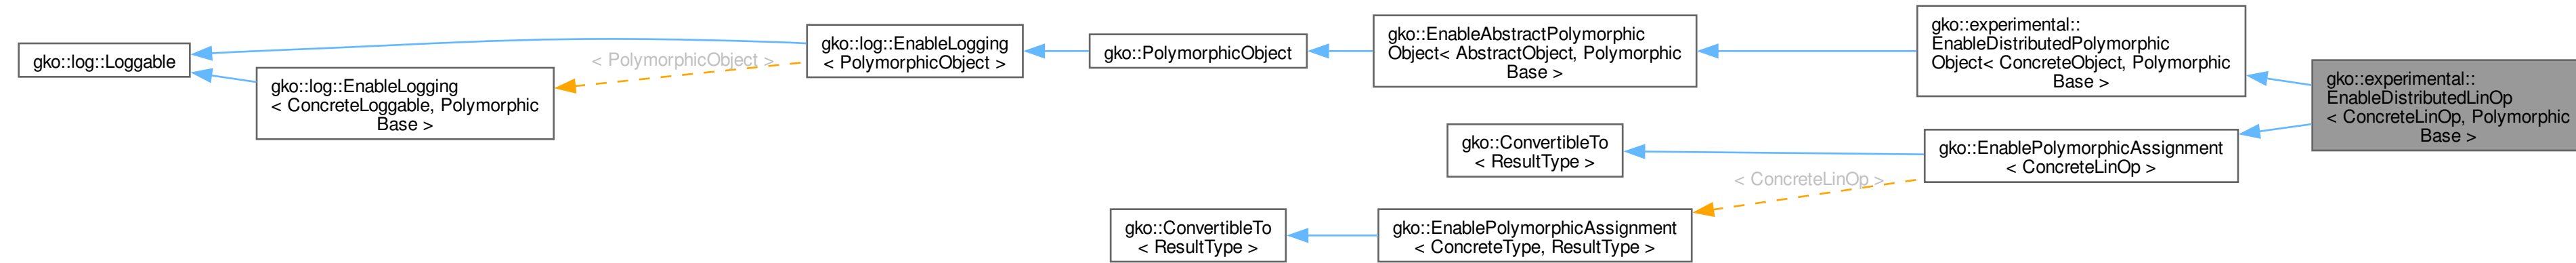 gko::log::Loggable
gko::log::EnableLogging
< ConcreteLoggable, Polymorphic
Base >
< PolymorphicObject >
gko::log::EnableLogging
< PolymorphicObject >
gko::PolymorphicObject
gko::EnableAbstractPolymorphic
Object< AbstractObject, Polymorphic
Base >
gko::experimental::
EnableDistributedPolymorphic
Object< ConcreteObject, Polymorphic
Base >
gko::experimental::
EnableDistributedLinOp
< ConcreteLinOp, Polymorphic
Base >
gko::ConvertibleTo
< ResultType >
gko::EnablePolymorphicAssignment
< ConcreteLinOp >
< ConcreteLinOp >
gko::ConvertibleTo
< ResultType >
gko::EnablePolymorphicAssignment
< ConcreteType, ResultType >